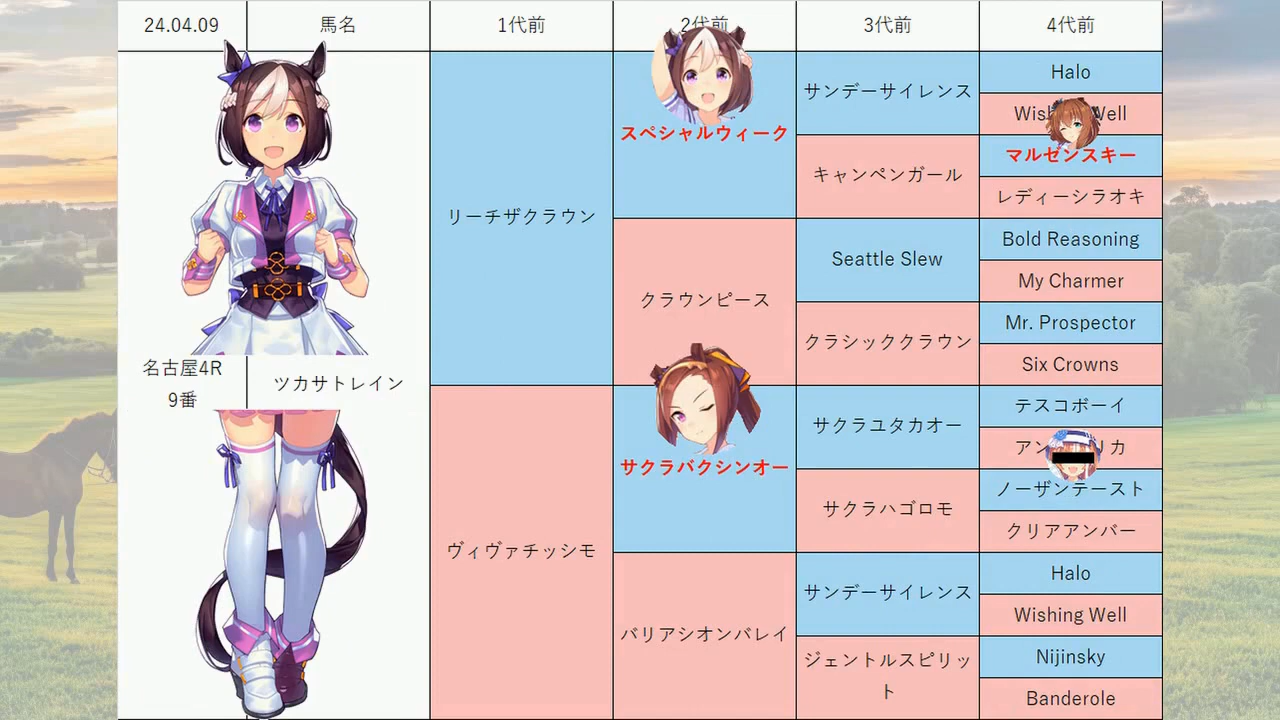 24.04.09
馬名
1代前
2代前
3代前
4代前
名古屋4R
9番
ツカサトレイン
リーチザクラウン
ヴィヴァチッシモ
スペシャルウィーク
クラウンピース
サクラバクシンオー
バリアシオンバレイ
サンデーサイレンス
キャンペンガール
Seattle Slew
クラシッククラウン
サクラユタカオー
サクラハゴロモ
サンデーサイレンス
ジェントルスピリッ
ト
Halo
マルゼンスキー
レディーシラオキ
Bold Reasoning
My Charmer
Mr. Prospector
Six Crowns
テスコボーイ
ノーザンテースト
クリアアンバー
Halo
Wishing Well
Nijinsky
Banderole